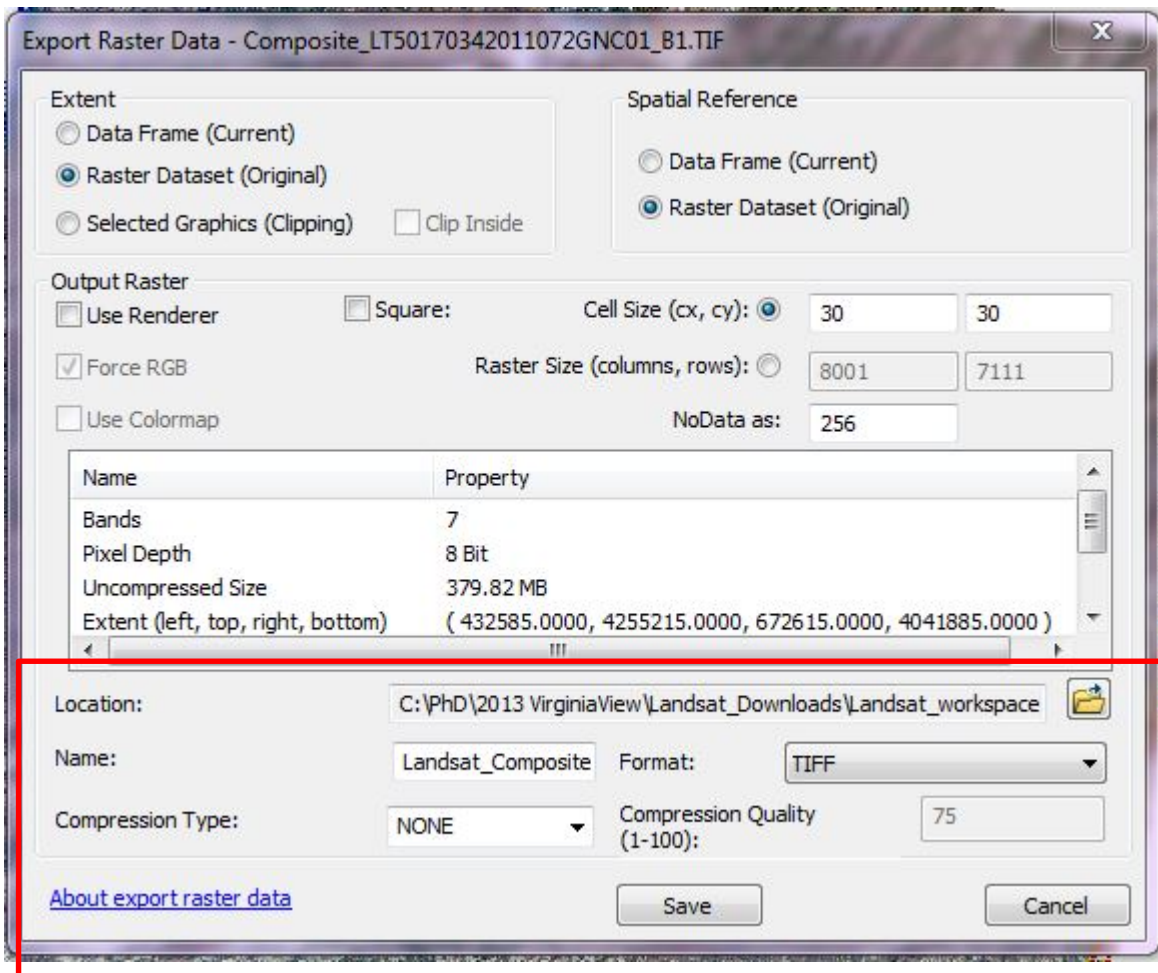 Export Raster Data - Composite_LT50170342011072GNC01_B1.TIF
X
Extent
Data Frame (Current)
Raster Dataset (Original)
Selected Graphics (Clipping) Clip Inside
Spatial Reference
Data Frame (Current)
Raster Dataset (Original)
Output Raster
Use Renderer Square: Cell Size (cx, cy): 30 30
Force RGB Raster Size (columns, rows): 8001 7111
Use Colormap NoData as: 256
Name Property
Bands 7
Pixel Depth 8 Bit
Uncompressed Size 379.82 MB
Extent (left, top, right, bottom) ( 432585.0000, 4255215.0000, 672615.0000, 4041885.0000 )
Location: C:\PhD\2013 VirginiaView\Landsat_Downloads\Landsat_workspace
Name: Landsat_Composite Format: TIFF
Compression Type: NONE Compression Quality (1-100): 75
About export raster data Save Cancel